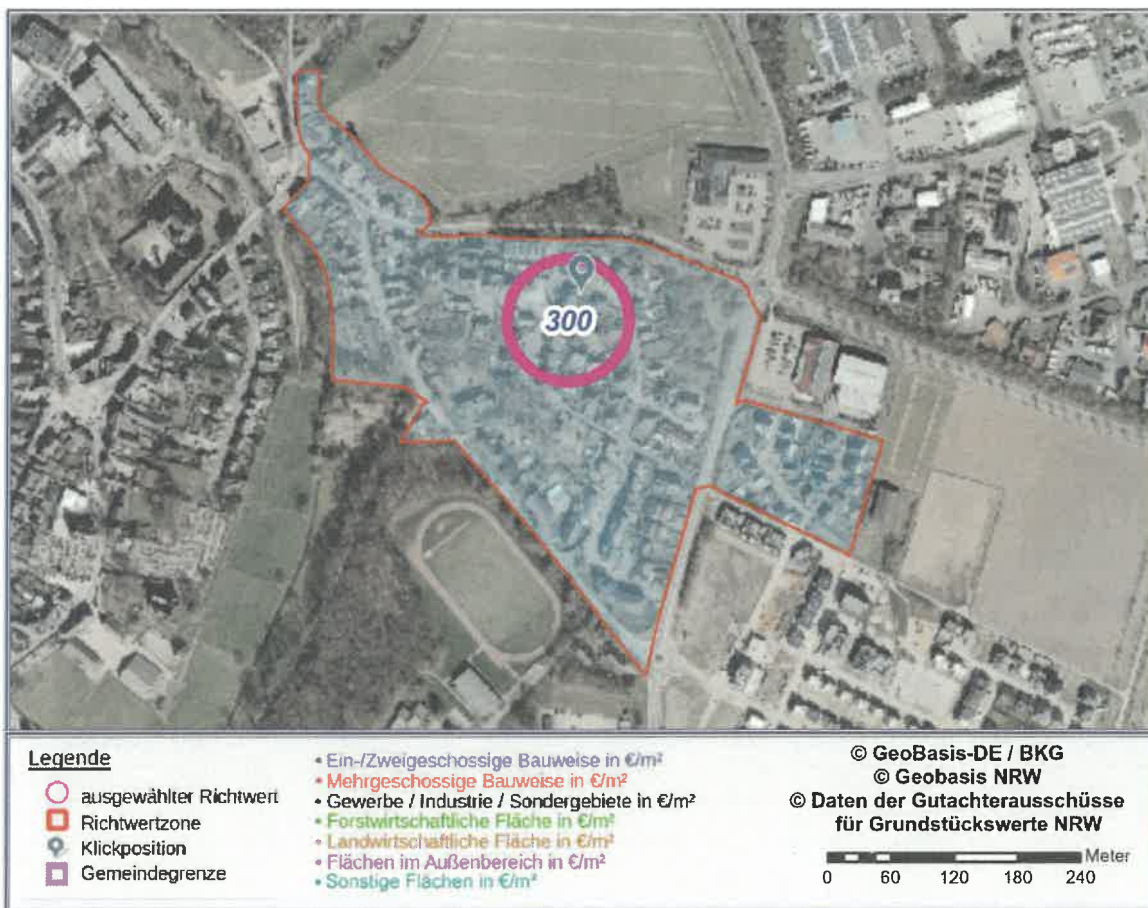 300
Legende
ausgewählter Richtwert
Richtwertzone
Klickposition
Gemeindegrenze
• Ein-/Zweigeschossige Bauweise in €/m²
• Mehrgeschossige Bauweise in €/m²
• Gewerbe / Industrie / Sondergebiete in €/m²
• Forstwirtschaftliche Fläche in €/m²
• Landwirtschaftliche Fläche in €/m²
• Flächen im Außenbereich in €/m²
• Sonstige Flächen in €/m²
© GeoBasis-DE / BKG
© Geobasis NRW
© Daten der Gutachterausschüsse
für Grundstückswerte NRW
Meter
0 60 120 180 240